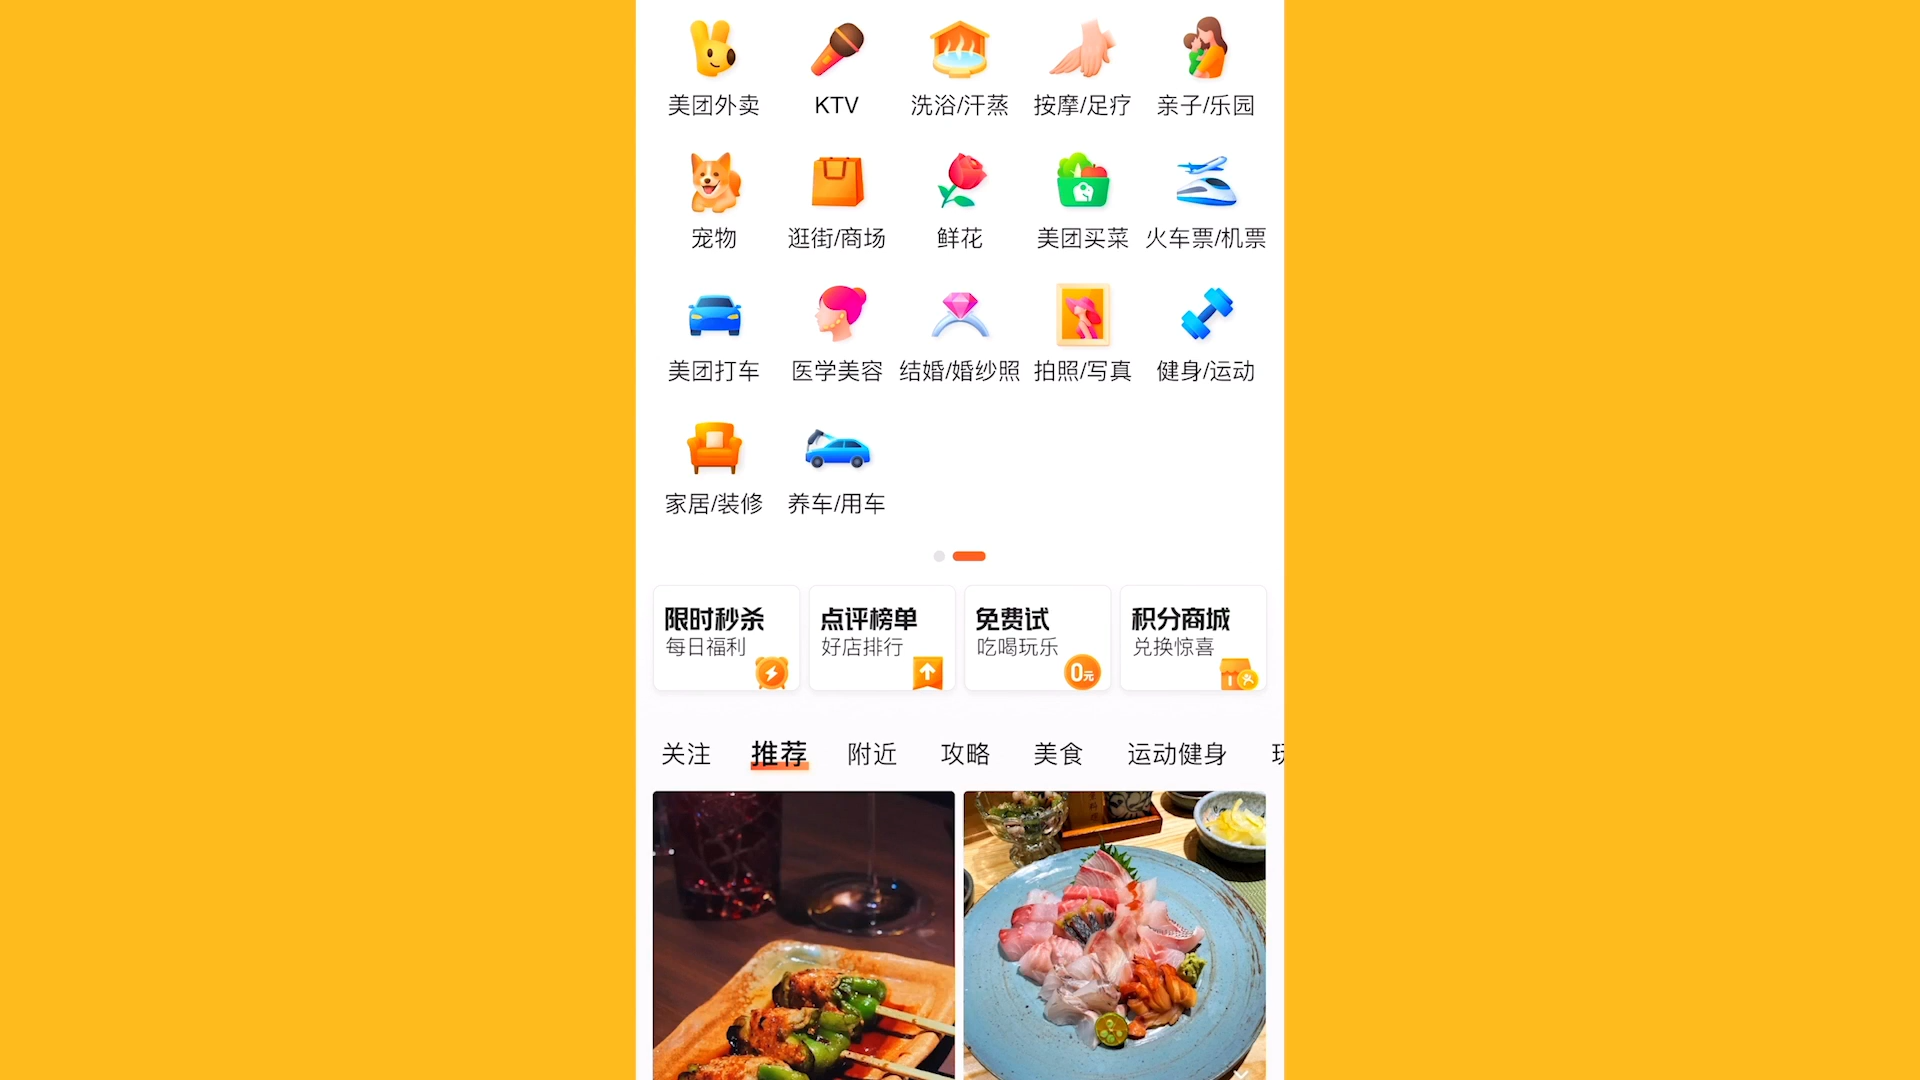 美团外卖 KTV 洗浴/汗蒸 按摩/足疗 亲子/乐园
宠物 逛街/商场 鲜花 美团买菜 火车票/机票
美团打车 医学美容 结婚/婚纱照 拍照/写真 健身/运动
家居/装修 养车/用车
限时秒杀 点评榜单 免费试 积分商城
每日福利 好店排行 吃喝玩乐 兑换惊喜
0元
关注 推荐 附近 攻略 美食 运动健身